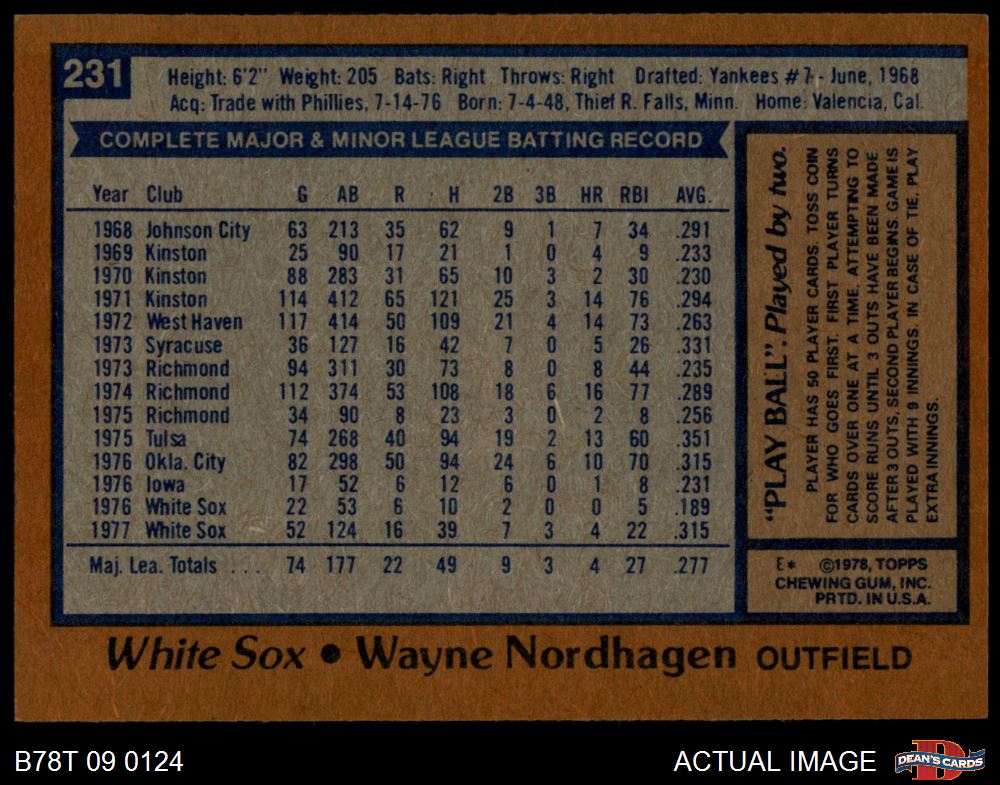 231
Height: 6'2" Weight: 205 Bats: Right Throws: Right Drafted: Yankees #7 - June, 1968
Acq: Trade with Phillies, 7-14-76 Born: 7-4-48, Thief R. Falls, Minn. Home: Valencia, Cal.
COMPLETE MAJOR & MINOR LEAGUE BATTING RECORD
Year Club G AB R H 2B 3B HR RBI AVG.
1968 Johnson City 63 213 35 62 9 1 7 34 .291
1969 Kinston 25 90 17 21 1 0 4 9 .233
1970 Kinston 88 283 31 65 10 3 2 30 .230
1971 Kinston 114 412 65 121 25 3 14 76 .294
1972 West Haven 117 414 50 109 21 4 14 73 .263
1973 Syracuse 36 127 16 42 7 0 5 26 .331
1973 Richmond 94 311 30 73 8 0 8 44 .235
1974 Richmond 112 374 53 108 18 6 16 77 .289
1975 Richmond 34 90 8 23 3 0 2 8 .256
1975 Tulsa 74 268 40 94 19 2 13 60 .351
1976 Okla. City 82 298 50 94 24 6 10 70 .315
1976 Iowa 17 52 6 12 6 0 1 8 .231
1976 White Sox 22 53 6 10 2 0 0 5 .189
1977 White Sox 52 124 16 39 7 3 4 22 .315
Maj. Lea. Totals . . . 74 177 22 49 9 3 4 27 .277
"PLAY BALL". Played by two.
PLAYER HAS 50 PLAYER CARDS. TOSS COIN
FOR WHO GOES FIRST. FIRST PLAYER TURNS
CARDS OVER ONE AT A TIME, ATTEMPTING TO
SCORE RUNS UNTIL 3 OUTS HAVE BEEN MADE
AFTER 3 OUTS, SECOND PLAYER BEGINS GAME IS
PLAYED WITH 9 INNINGS. IN CASE OF TIE, PLAY
EXTRA INNINGS.
E* ©1978, TOPPS
CHEWING GUM, INC.
PRTD. IN U.S.A.
White Sox • Wayne Nordhagen OUTFIELD
B78T 09 0124
ACTUAL IMAGE
D
DEAN'S CARDS